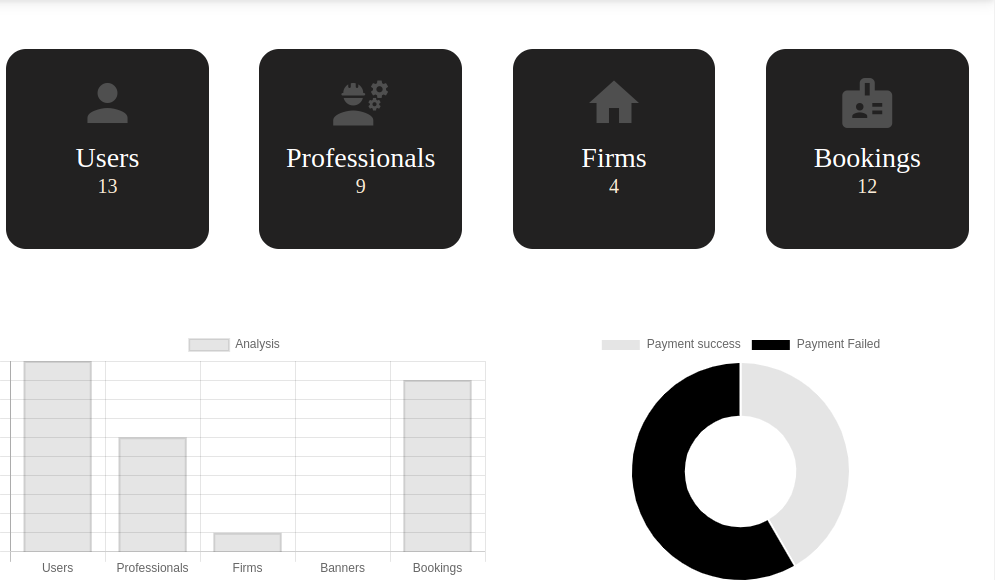 Users
13
Professionals
9
Firms
4
Bookings
12
Analysis
Users
Professionals
Firms
Banners
Bookings
Payment success
Payment Failed